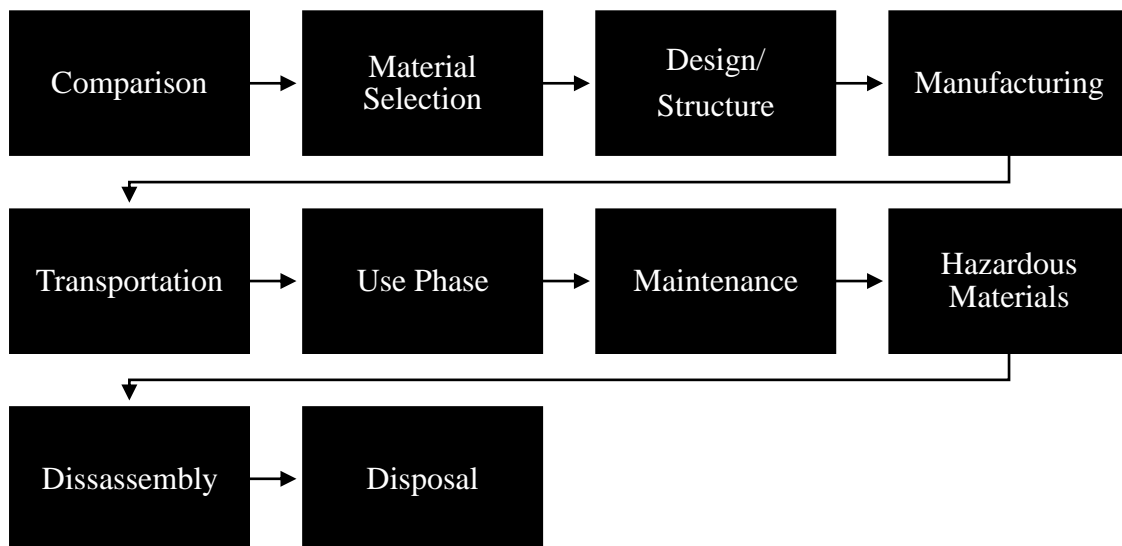 Comparison
Material
Selection
Design/
Structure
Manufacturing
Transportation
Use Phase
Maintenance
Hazardous
Materials
Dissassembly
Disposal